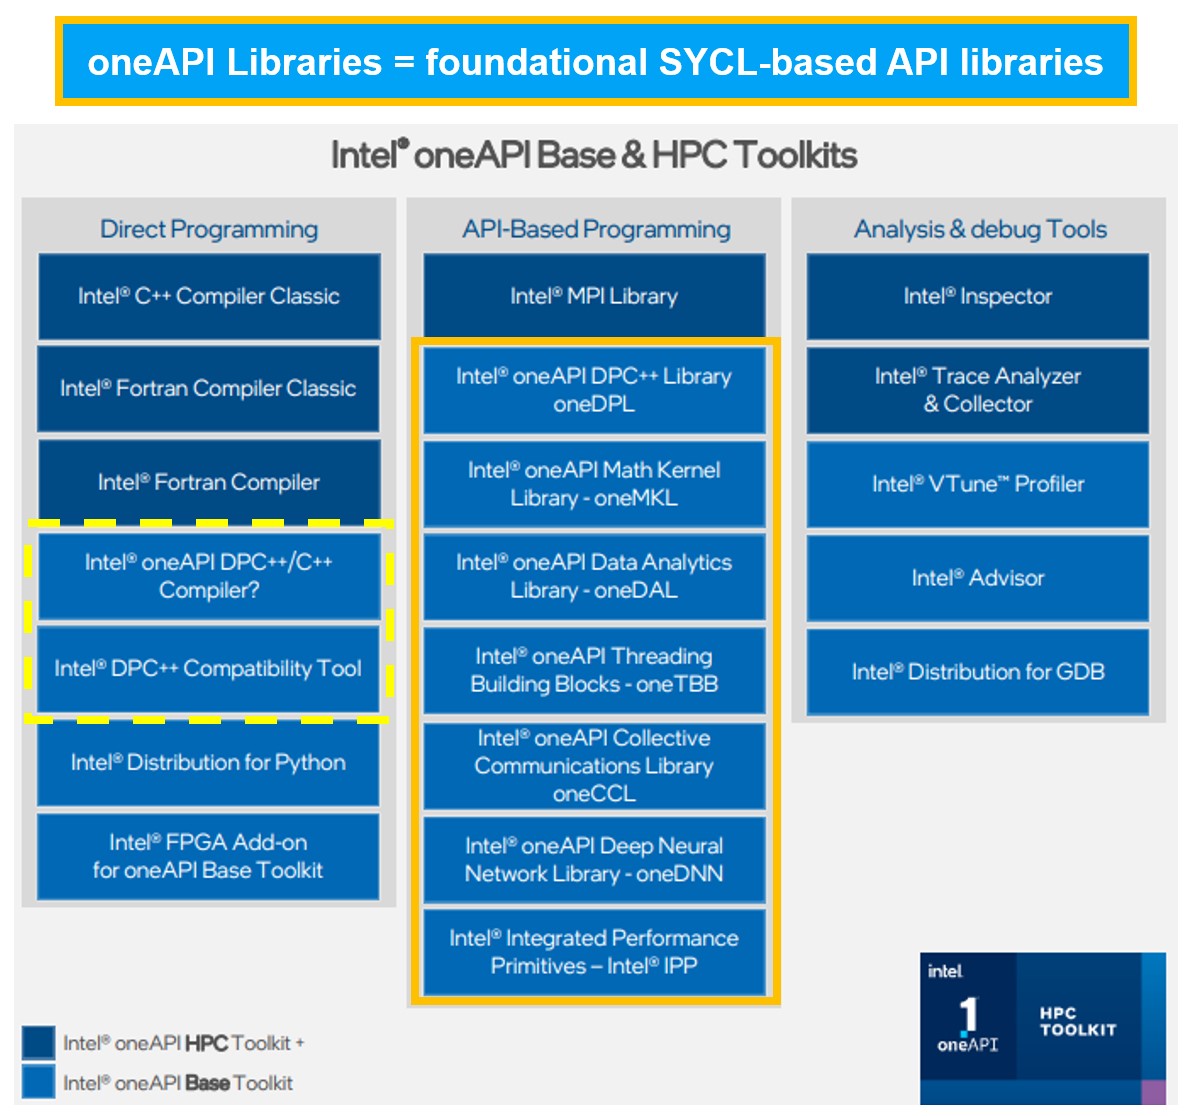 oneAPI Libraries = foundational SYCL-based API libraries
Intel® oneAPI Base & HPC Toolkits
Direct Programming
Intel® C++ Compiler Classic
Intel® Fortran Compiler Classic
Intel® Fortran Compiler
Intel® oneAPI DPC++/C++
Compiler?
Intel® DPC++ Compatibility Tool
Intel® Distribution for Python
Intel® FPGA Add-on
for oneAPI Base Toolkit
API-Based Programming
Intel® MPI Library
Intel® oneAPI DPC++ Library
oneDPL
Intel® oneAPI Math Kernel
Library - oneMKL
Intel® oneAPI Data Analytics
Library - oneDAL
Intel® oneAPI Threading
Building Blocks - oneTBB
Intel® oneAPI Collective
Communications Library
oneCCL
Intel® oneAPI Deep Neural
Network Library - oneDNN
Intel® Integrated Performance
Primitives – Intel® IPP
Analysis & debug Tools
Intel® Inspector
Intel® Trace Analyzer
& Collector
Intel® VTune™ Profiler
Intel® Advisor
Intel® Distribution for GDB
Intel® oneAPI HPC Toolkit +
Intel® oneAPI Base Toolkit
intel.
1
oneAPI
HPC
TOOLKIT